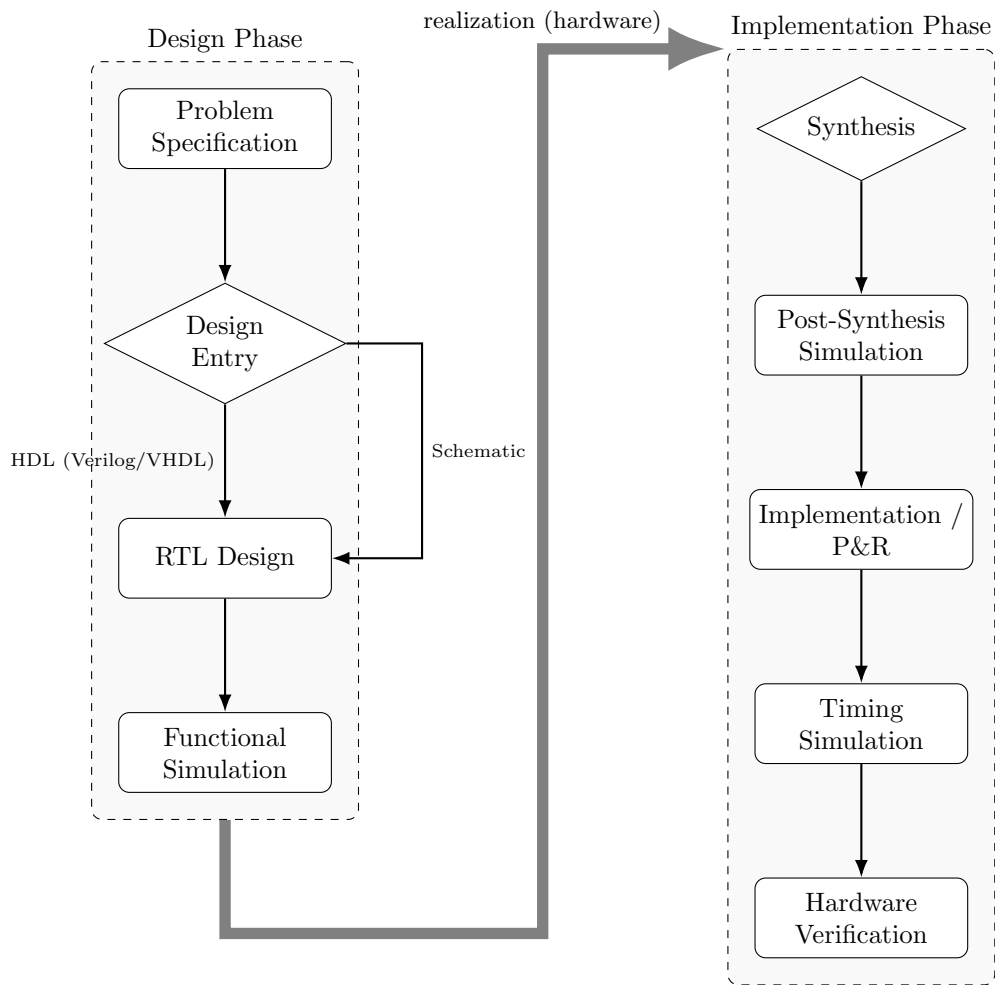 Design Phase
Problem
Specification
Design
Entry
HDL (Verilog/VHDL)
Schematic
RTL Design
Functional
Simulation
realization (hardware)
Implementation Phase
Synthesis
Post-Synthesis
Simulation
Implementation /
P&R
Timing
Simulation
Hardware
Verification